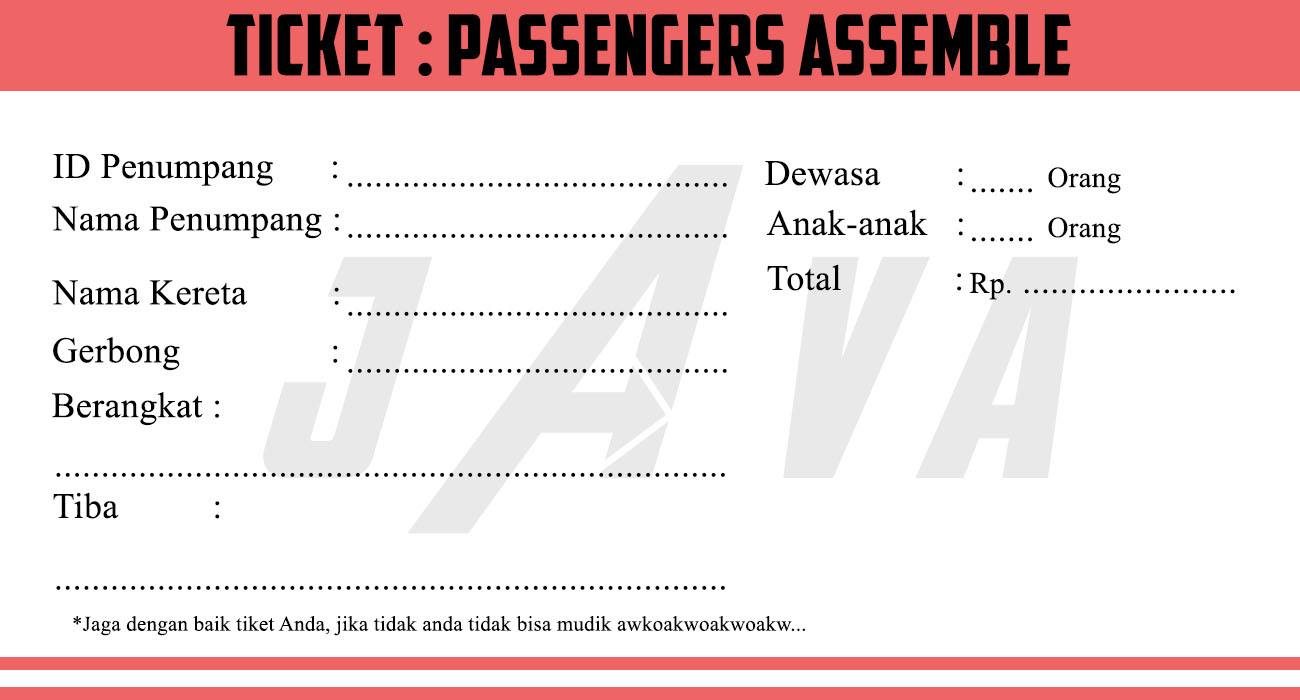 TICKET : PASSENGERS ASSEMBLE
ID Penumpang : .........................................
Nama Penumpang : .........................................
Nama Kereta : .........................................
Gerbong : .........................................
Berangkat :
........................................................................
Tiba :
........................................................................
Dewasa : ....... Orang
Anak-anak : ....... Orang
Total : Rp. .......................
JAVA
*Jaga dengan baik tiket Anda, jika tidak anda tidak bisa mudik awkoakwoakwoakw...